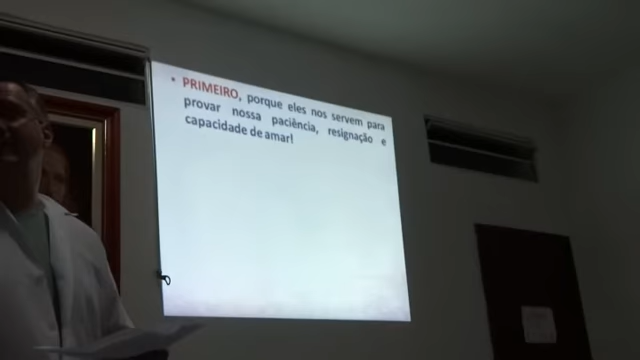 • PRIMEIRO, porque eles nos servem para
provar nossa paciência, resignação e
capacidade de amar!